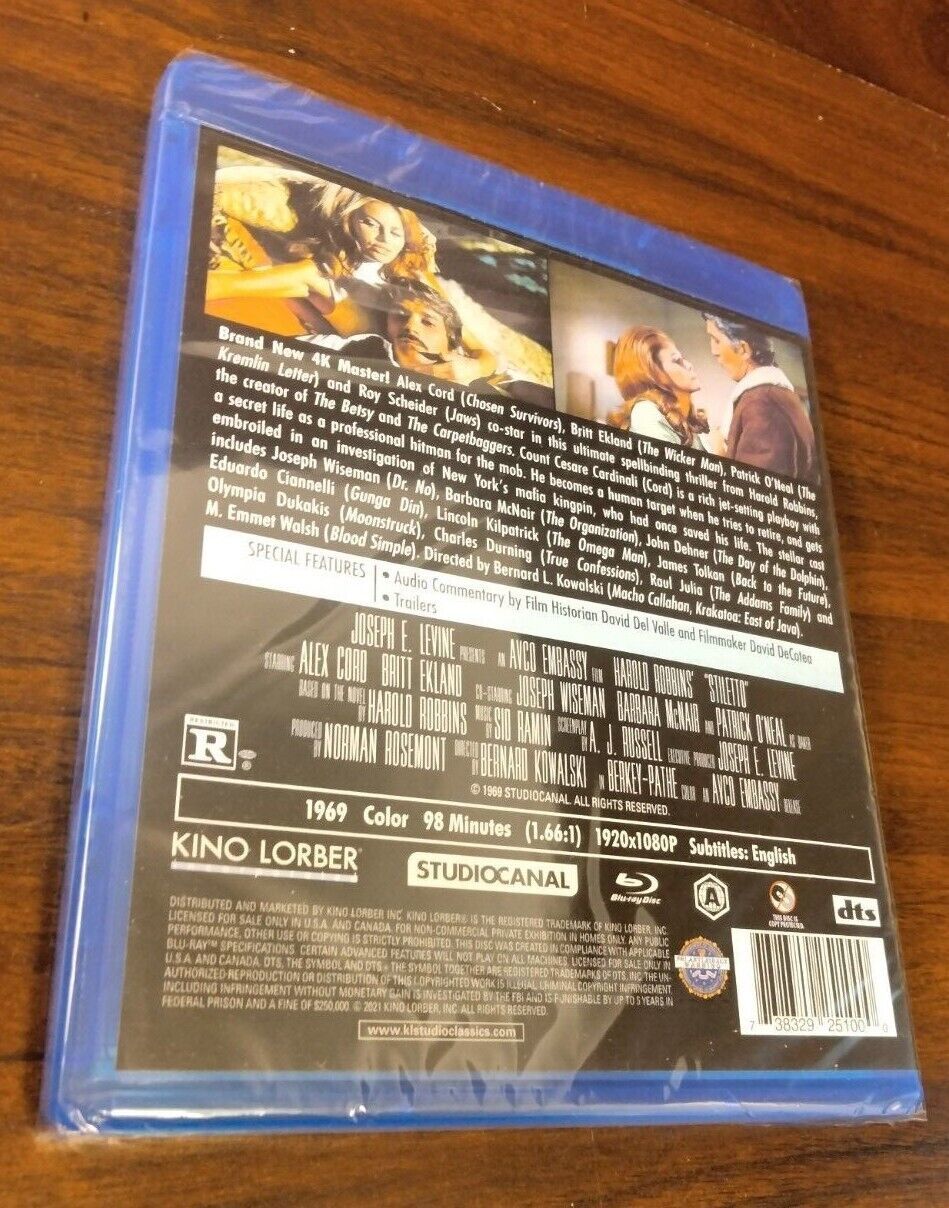 Brand New 4K Master! Alex Cord (Chosen Survivors), Britt Ekland (The Wicker Man), Patrick O'Neal (The
Kremlin Letter) and Roy Scheider (Jaws) co-star in this ultimate spellbinding thriller from Harold Robbins,
the creator of The Betsy and The Carpetbaggers. Count Cesare Cardinali (Cord) is a rich jet-setting playboy with
a secret life as a professional hitman for the mob. He becomes a human target when he tries to retire, and gets
embroiled in an investigation of New York's mafia kingpin, who had once saved his life. The stellar cast
includes Joseph Wiseman (Dr. No), Barbara McNair (The Organization), John Dehner (The Day of the Dolphin),
Eduardo Ciannelli (Gunga Din), Lincoln Kilpatrick (The Omega Man), James Tolkan (Back to the Future),
Olympia Dukakis (Moonstruck), Charles Durning (True Confessions), Raul Julia (The Addams Family) and
M. Emmet Walsh (Blood Simple). Directed by Bernard L. Kowalski (Macho Callahan, Krakatoa: East of Java).
SPECIAL FEATURES
• Audio Commentary by Film Historian David Del Valle and Filmmaker David DeCoteau
• Trailers
JOSEPH E. LEVINE PRESENTS AN AVCO EMBASSY FILM HAROLD ROBBINS' "STILETTO"
STARRING ALEX CORD BRITT EKLAND CO-STARRING JOSEPH WISEMAN BARBARA McNAIR AND PATRICK O'NEAL AS BAKER
BASED ON THE NOVEL BY HAROLD ROBBINS MUSIC BY SID RAMIN SCREENPLAY BY A. J. RUSSELL EXECUTIVE PRODUCER JOSEPH E. LEVINE
PRODUCED BY NORMAN ROSEMONT DIRECTED BY BERNARD KOWALSKI IN BERKEY-PATHE COLOR AN AVCO EMBASSY RELEASE
© 1969 STUDIOCANAL. ALL RIGHTS RESERVED.
RESTRICTED
R
1969 Color 98 Minutes (1.66:1) 1920x1080P Subtitles: English
KINO LORBER
STUDIOCANAL
Blu-ray Disc
A
THIS DISC IS
COPY PROTECTED
dts
DISTRIBUTED AND MARKETED BY KINO LORBER INC. KINO LORBER® IS THE REGISTERED TRADEMARK OF KINO LORBER, INC.
LICENSED FOR SALE ONLY IN U.S.A. AND CANADA. FOR NON-COMMERCIAL PRIVATE EXHIBITION IN HOMES ONLY. ANY PUBLIC
PERFORMANCE, OTHER USE OR COPYING IS STRICTLY PROHIBITED. THIS DISC WAS CREATED IN COMPLIANCE WITH APPLICABLE
BLU-RAY™ SPECIFICATIONS. CERTAIN ADVANCED FEATURES WILL NOT PLAY ON ALL MACHINES. LICENSED FOR SALE ONLY IN
U.S.A. AND CANADA. DTS, THE SYMBOL AND DTS & THE SYMBOL TOGETHER ARE REGISTERED TRADEMARKS OF DTS, INC. THE UN-
AUTHORIZED REPRODUCTION OR DISTRIBUTION OF THIS COPYRIGHTED WORK IS ILLEGAL. CRIMINAL COPYRIGHT INFRINGEMENT,
INCLUDING INFRINGEMENT WITHOUT MONETARY GAIN IS INVESTIGATED BY THE FBI AND IS PUNISHABLE BY UP TO 5 YEARS IN
FEDERAL PRISON AND A FINE OF $250,000. © 2021 KINO LORBER, INC. ALL RIGHTS RESERVED.
www.klstudioclassics.com
7 38329 25100 0